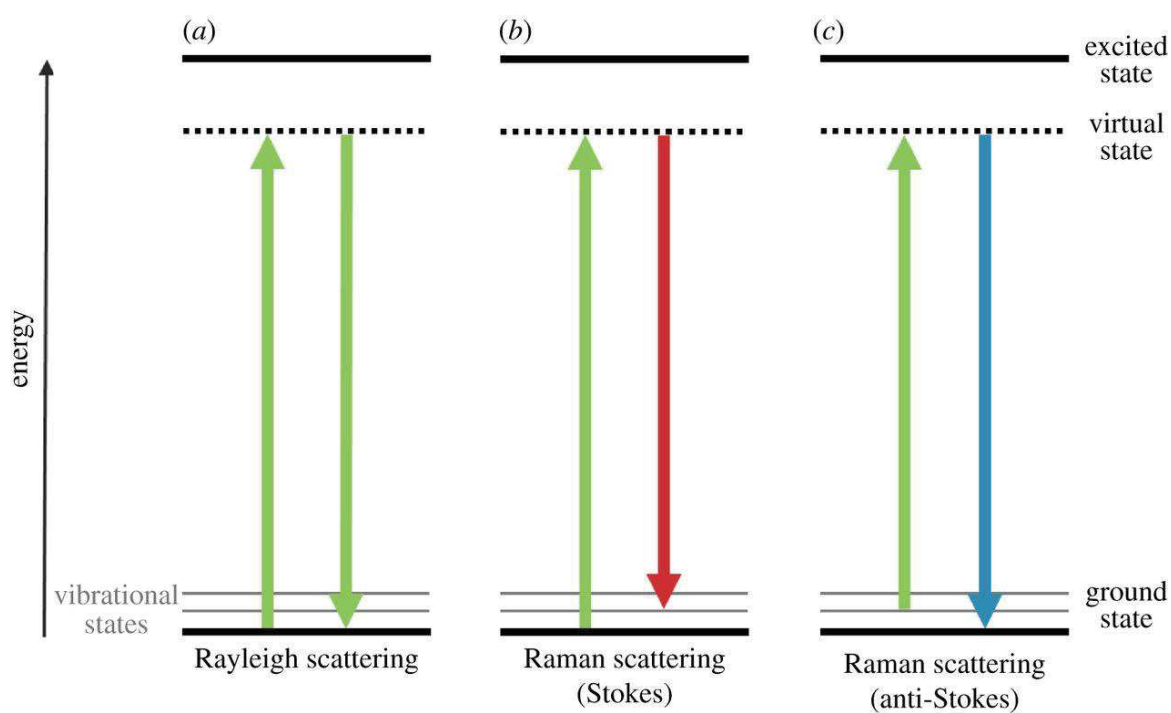 (a)
(b)
(c)
excited
state
virtual
state
energy
vibrational
states
ground
state
Rayleigh scattering
Raman scattering
(Stokes)
Raman scattering
(anti-Stokes)